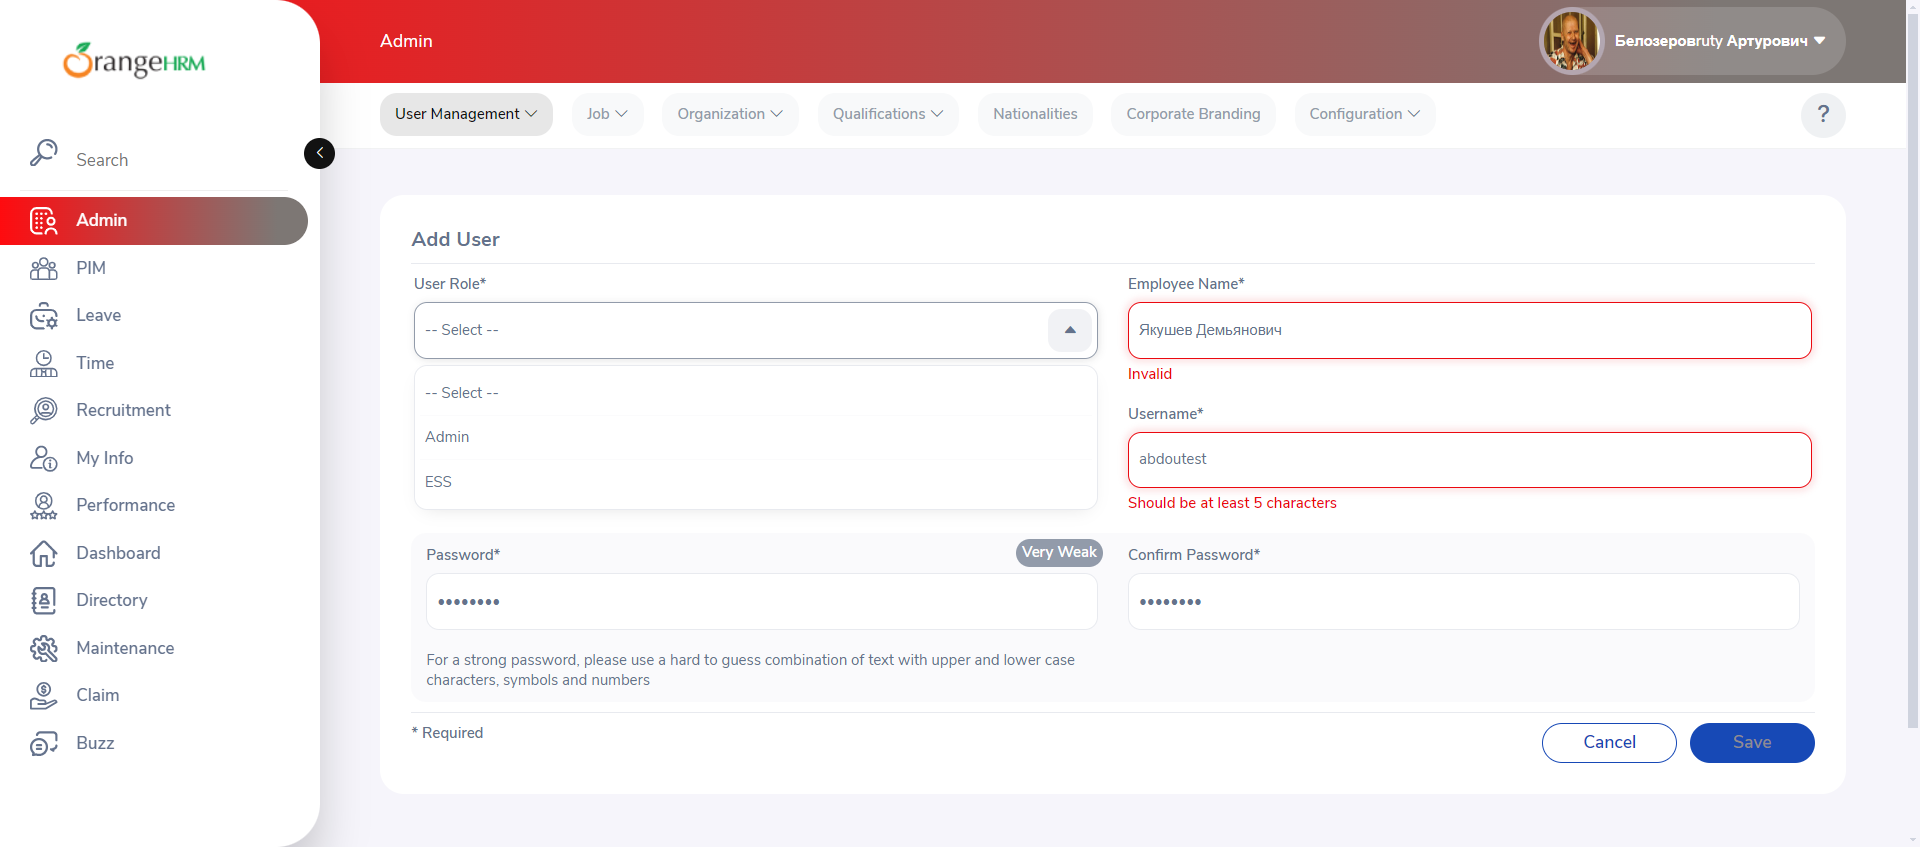 OrangeHRM
Search
Admin
PIM
Leave
Time
Recruitment
My Info
Performance
Dashboard
Directory
Maintenance
Claim
Buzz
Admin
Белозеровruty Артурович
User Management
Job
Organization
Qualifications
Nationalities
Corporate Branding
Configuration
?
Add User
User Role*
-- Select --
-- Select --
Admin
ESS
Employee Name*
Якушев Демьянович
Invalid
Username*
abdoutest
Should be at least 5 characters
Password*
Very Weak
••••••••
For a strong password, please use a hard to guess combination of text with upper and lower case
characters, symbols and numbers
Confirm Password*
••••••••
* Required
Cancel
Save